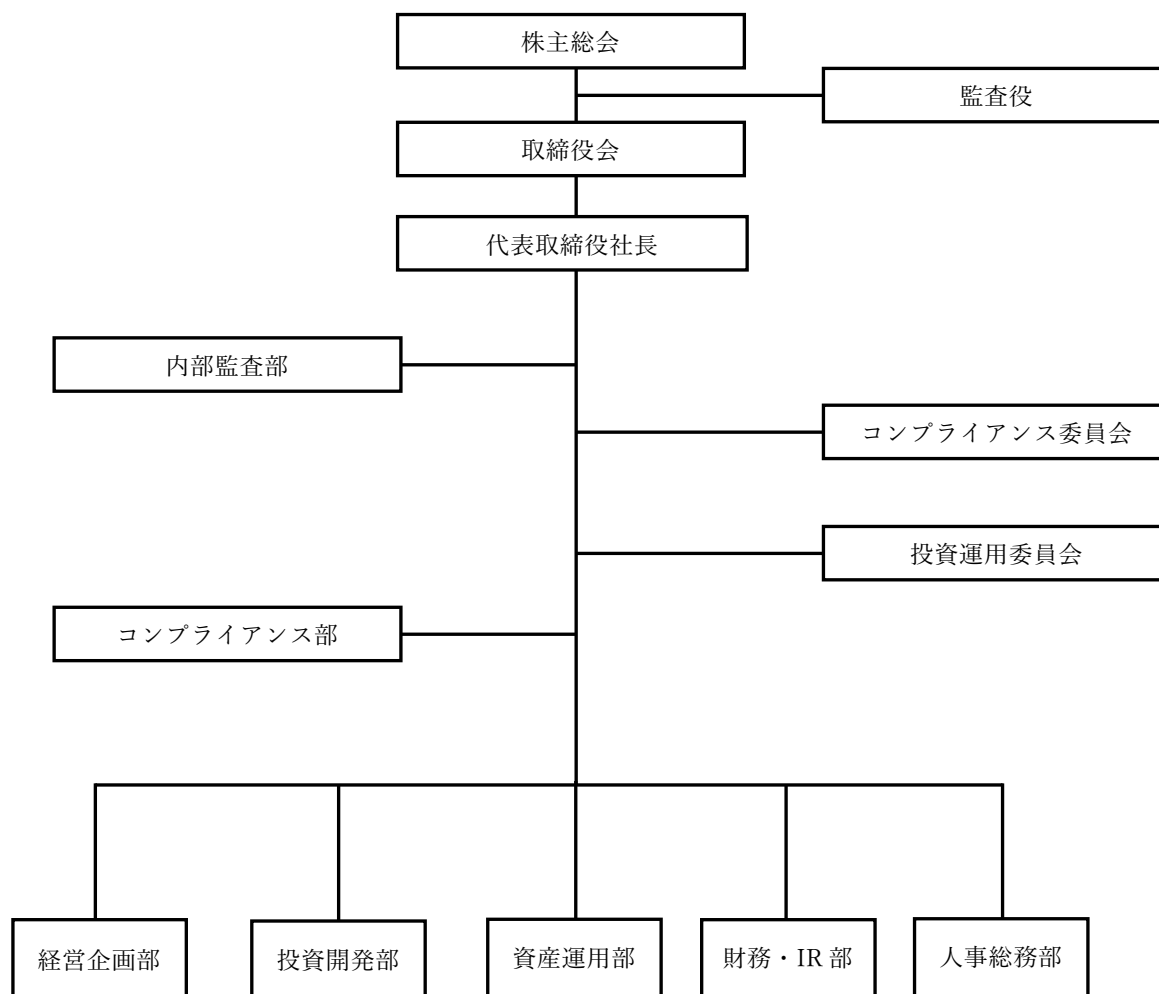 株主総会
監査役
取締役会
代表取締役社長
内部監査部
コンプライアンス委員会
投資運用委員会
コンプライアンス部
経営企画部
投資開発部
資産運用部
財務・IR 部
人事総務部